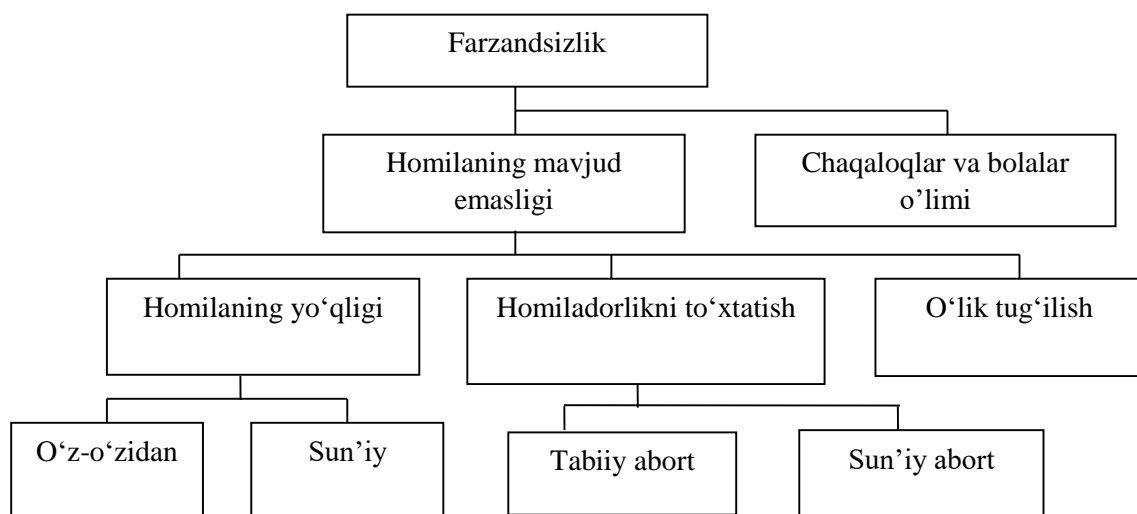 Farzandsizlik
Homilaning mavjud
emasligi
Chaqaloqlar va bolalar
o’limi
Homilaning yo‘qligi
Homiladorlikni to‘xtatish
O‘lik tug‘ilish
O‘z-o‘zidan
Sun’iy
Tabiiy abort
Sun’iy abort